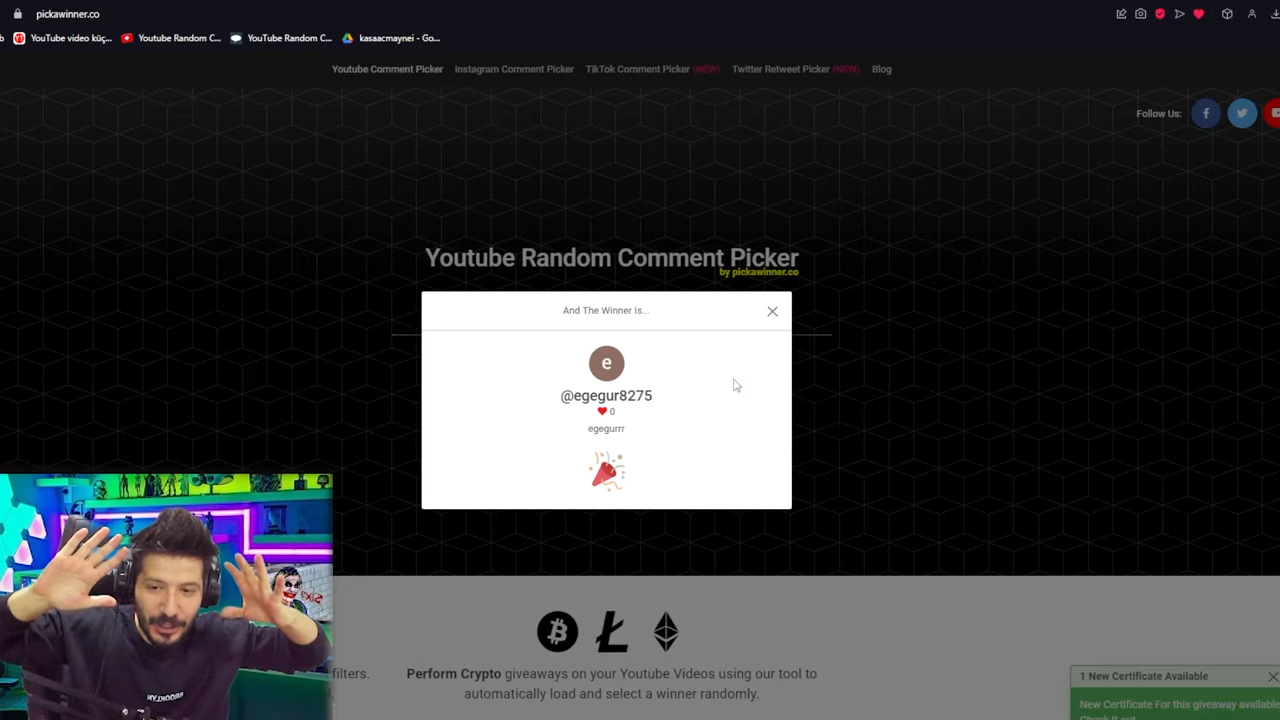 pickawinner.co
YouTube video küç...
Youtube Random C...
YouTube Random C...
kasaacmaynei - Go...
Youtube Comment Picker
Instagram Comment Picker
TikTok Comment Picker (NEW)
Twitter Retweet Picker (NEW)
Blog
Follow Us:
Youtube Random Comment Picker
by pickawinner.co
And The Winner Is...
e
@egegur8275
0
egegurrr
filters.
Perform Crypto giveaways on your Youtube Videos using our tool to
automatically load and select a winner randomly.
1 New Certificate Available
New Certificate For this giveaway available
Check it out